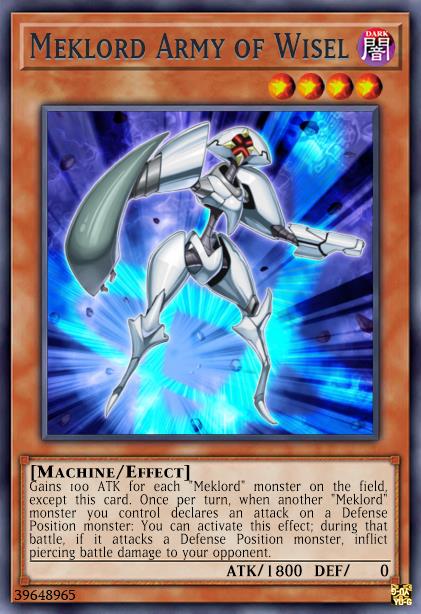 Meklord Army of Wisel
DARK
闇
[Machine/Effect]
Gains 100 ATK for each "Meklord" monster on the field,
except this card. Once per turn, when another "Meklord"
monster you control declares an attack on a Defense
Position monster: You can activate this effect; during that
battle, if it attacks a Defense Position monster, inflict
piercing battle damage to your opponent.
ATK/1800 DEF/ 0
39648965